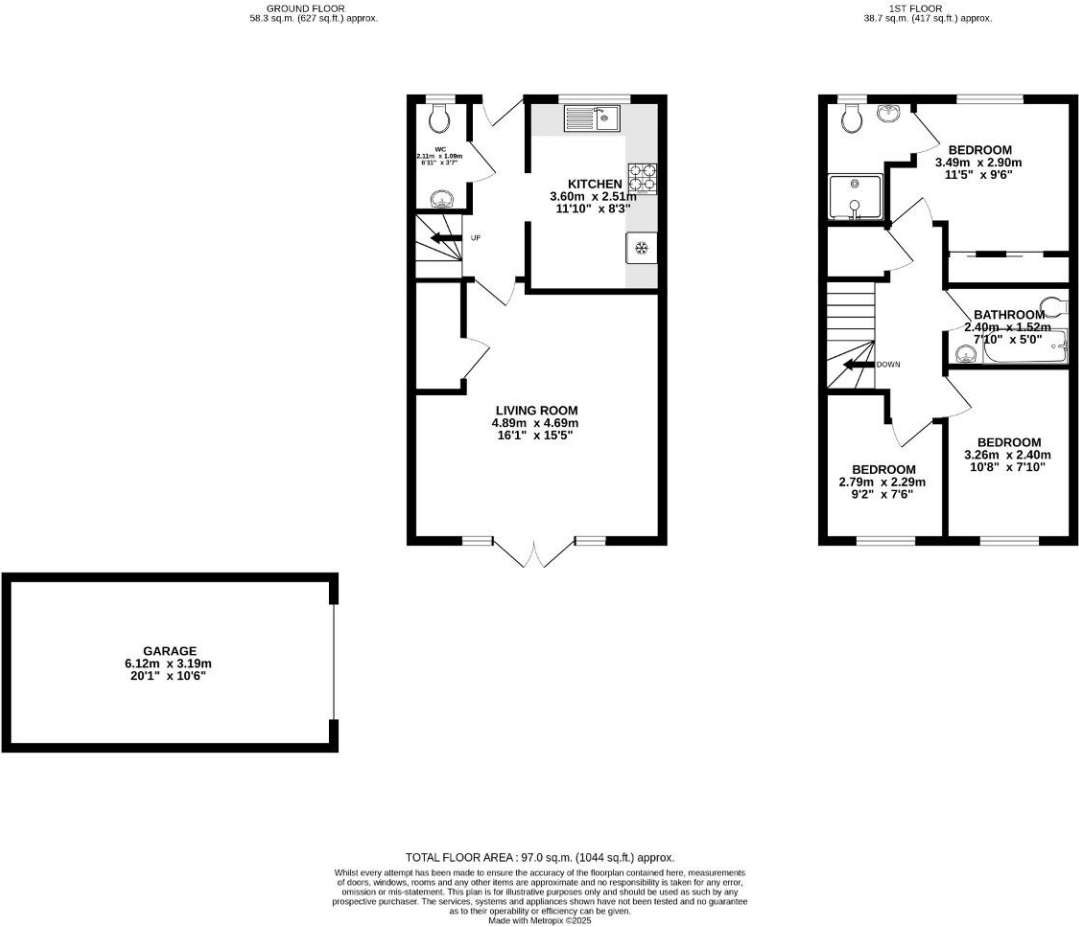 GROUND FLOOR
58.3 sq.m. (627 sq.ft.) approx.
1ST FLOOR
38.7 sq.m. (417 sq.ft.) approx.
WC
2.11m x 1.09m
6'11" x 3'7"
KITCHEN
3.60m x 2.51m
11'10" x 8'3"
UP
LIVING ROOM
4.89m x 4.69m
16'1" x 15'5"
BEDROOM
3.49m x 2.90m
11'5" x 9'6"
BATHROOM
2.40m x 1.52m
7'10" x 5'0"
DOWN
BEDROOM
3.26m x 2.40m
10'8" x 7'10"
BEDROOM
2.79m x 2.29m
9'2" x 7'6"
GARAGE
6.12m x 3.19m
20'1" x 10'6"
TOTAL FLOOR AREA : 97.0 sq.m. (1044 sq.ft.) approx.
Whilst every attempt has been made to ensure the accuracy of the floorplan contained here, measurements
of doors, windows, rooms and any other items are approximate and no responsibility is taken for any error,
omission or mis-statement. This plan is for illustrative purposes only and should be used as such by any
prospective purchaser. The services, systems and appliances shown have not been tested and no guarantee
as to their operability or efficiency can be given.
Made with Metropix ©2025